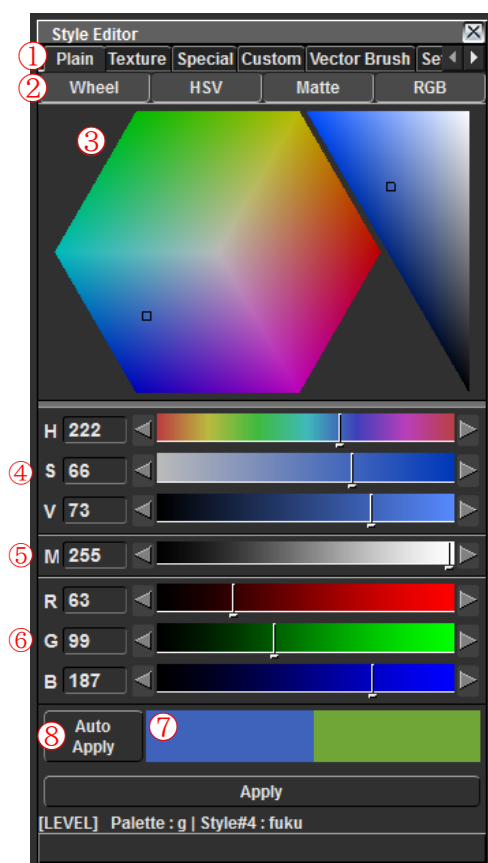 Style Editor
① Plain Texture Special Custom Vector Brush Se
② Wheel HSV Matte RGB
③
H 222
④ S 66
V 73
⑤ M 255
R 63
⑥ G 99
B 187
⑧ Auto Apply ⑦
Apply
[LEVEL] Palette : g | Style#4 : fuku